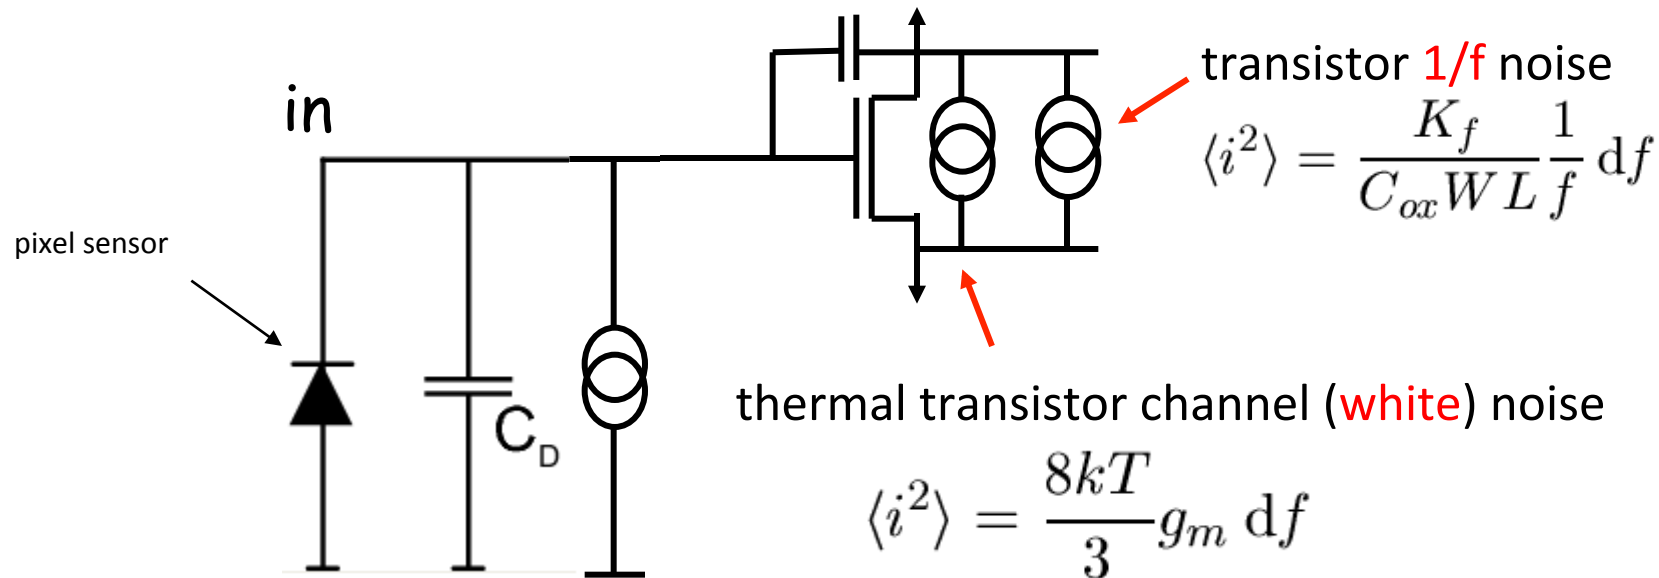 transistor 1/f noise
in
⟨i²⟩ = K_f / (C_ox W L) 1/f df
pixel sensor
thermal transistor channel (white) noise
C_D
⟨i²⟩ = 8kT/3 g_m df